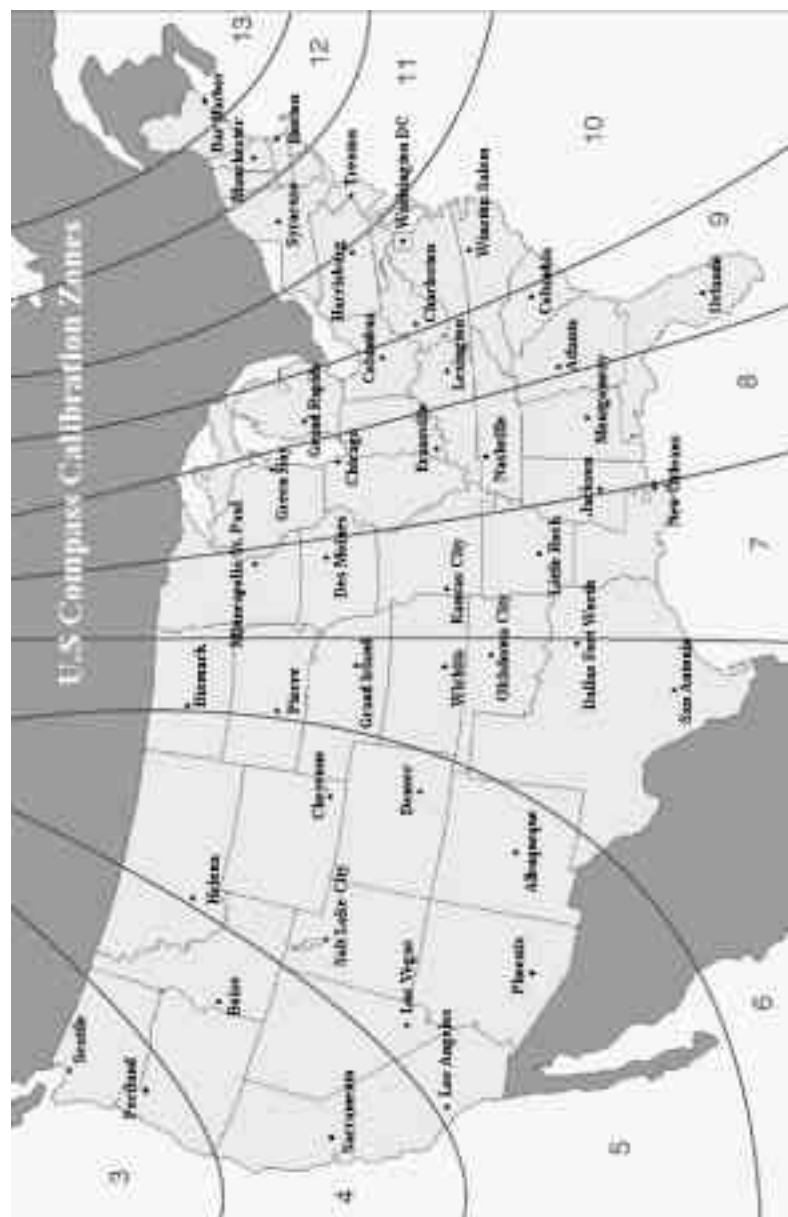 U.S Compass Calibration Zones
Seattle
Portland
Helena
Boise
Bismark
Pierre
Minneapolis St. Paul
Green Bay
Grand Rapids
Chicago
Des Moines
Grand Island
Cheyenne
Salt Lake City
Sacramento
Las Vegas
Los Angeles
Denver
Wichita
Kansas City
Evansville
Lexington
Columbus
Charlestown
Harrisburg
Syracuse
Manchester
Bar Harbor
Boston
Trenton
Washington DC
Winston Salem
Columbia
Nashville
Atlanta
Montgomery
Jackson
Little Rock
Oklahoma City
Albuqueque
Phoenix
Dallas Fort Worth
San Antonio
New Orleans
Orlando
3
4
5
6
7
8
9
10
11
12
13